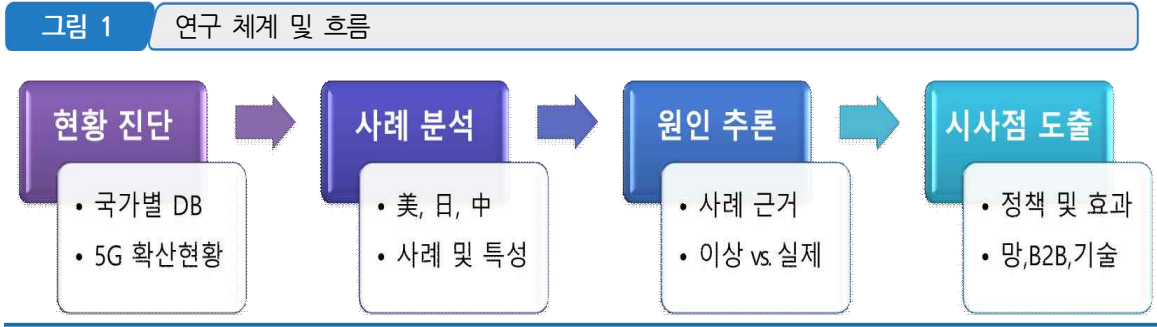 그림 1 연구 체계 및 흐름
현황 진단
• 국가별 DB
• 5G 확산현황
사례 분석
• 美, 日, 中
• 사례 및 특성
원인 추론
• 사례 근거
• 이상 vs. 실제
시사점 도출
• 정책 및 효과
• 망,B2B,기술